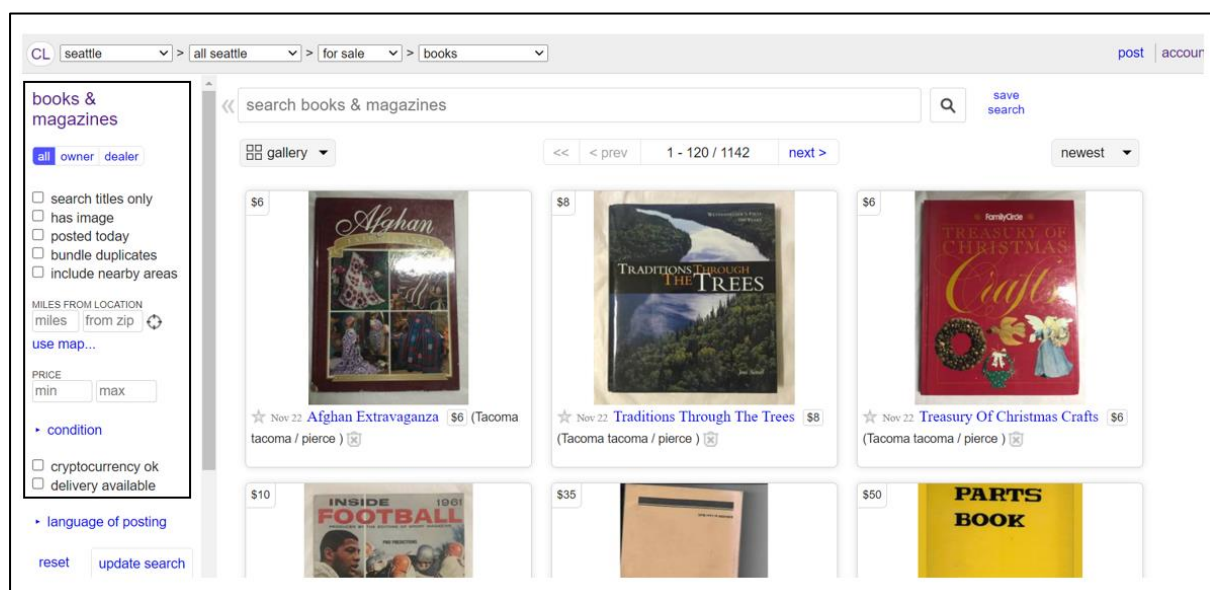 CL seattle > all seattle > for sale > books post accoun
books &
magazines
all owner dealer
search titles only
has image
posted today
bundle duplicates
include nearby areas
MILES FROM LOCATION
miles from zip
use map...
PRICE
min max
condition
cryptocurrency ok
delivery available
language of posting
reset update search
« search books & magazines
save
search
gallery << < prev 1 - 120 / 1142 next > newest
$6
Afghan
EXTRAVAGANZA
Nov 22 Afghan Extravaganza $6 (Tacoma
tacoma / pierce )
$8
TRADITIONS THROUGH
THE TREES
Nov 22 Traditions Through The Trees $8
(Tacoma tacoma / pierce )
$6
FamilyCircle
TREASURY OF
CHRISTMAS
Crafts
Nov 22 Treasury Of Christmas Crafts $6
(Tacoma tacoma / pierce )
$10
INSIDE 1961
FOOTBALL
PRO PREDICTIONS
$35
$50
PARTS
BOOK